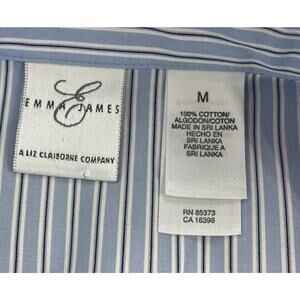 E
EMMA JAMES
A LIZ CLAIBORNE COMPANY
M
100% COTTON/
ALGODON/COTON
MADE IN SRI LANKA
HECHO EN
SRI LANKA
FABRIQUE A
SRI LANKA
RN 85373
CA 16396